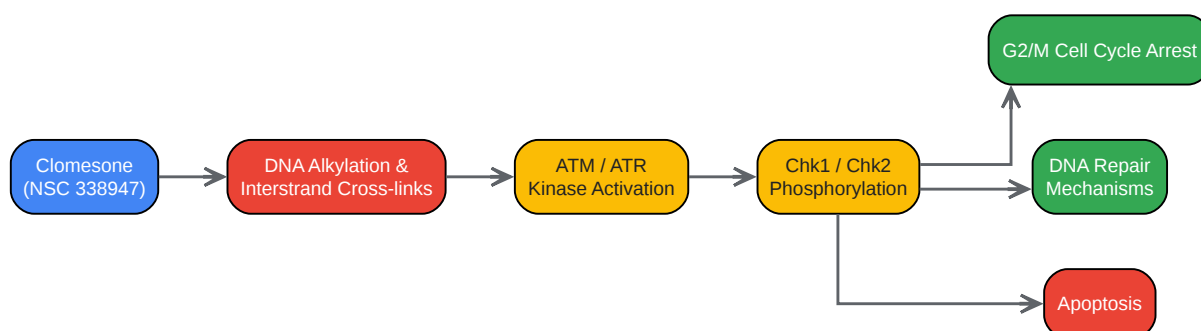 G2/M Cell Cycle Arrest
Clomesone
(NSC 338947)
DNA Alkylation &
Interstrand Cross-links
ATM / ATR
Kinase Activation
Chk1 / Chk2
Phosphorylation
DNA Repair
Mechanisms
Apoptosis